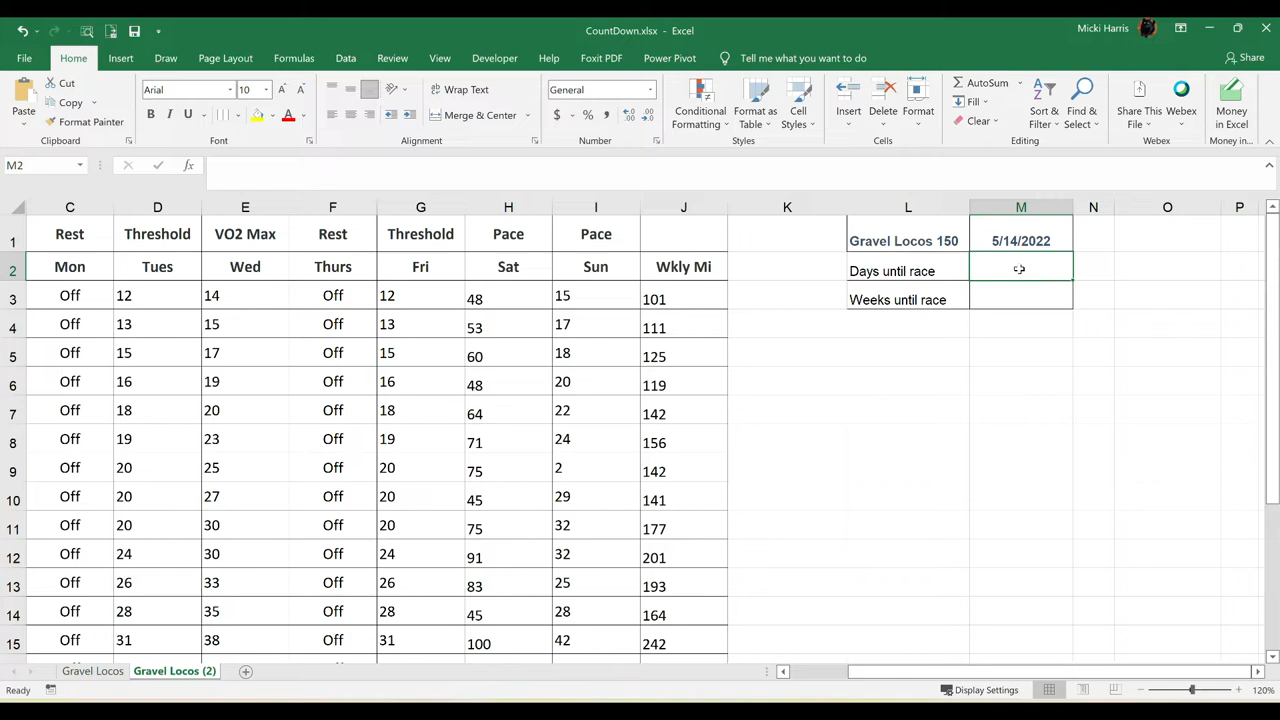 CountDown.xlsx - Excel
Micki Harris
File Home Insert Draw Page Layout Formulas Data Review View Developer Help Foxit PDF Power Pivot Tell me what you want to do Share
Paste
Cut
Copy
Format Painter
Clipboard
Arial 10
B I U
Font
Wrap Text
Merge & Center
Alignment
General
$ %
Number
Conditional Formatting
Format as Table
Cell Styles
Styles
Insert
Delete
Format
Cells
AutoSum
Fill
Clear
Sort & Filter
Find & Select
Editing
Share This File
Webex
Webex
Money in Excel
Money in...
M2 fx
C D E F G H I J K L M N O P
1 Rest Threshold VO2 Max Rest Threshold Pace Pace Gravel Locos 150 5/14/2022
2 Mon Tues Wed Thurs Fri Sat Sun Wkly Mi Days until race
3 Off 12 14 Off 12 48 15 101 Weeks until race
4 Off 13 15 Off 13 53 17 111
5 Off 15 17 Off 15 60 18 125
6 Off 16 19 Off 16 48 20 119
7 Off 18 20 Off 18 64 22 142
8 Off 19 23 Off 19 71 24 156
9 Off 20 25 Off 20 75 2 142
10 Off 20 27 Off 20 45 29 141
11 Off 20 30 Off 20 75 32 177
12 Off 24 30 Off 24 91 32 201
13 Off 26 33 Off 26 83 25 193
14 Off 28 35 Off 28 45 28 164
15 Off 31 38 Off 31 100 42 242
Gravel Locos Gravel Locos (2)
Ready Display Settings 120%